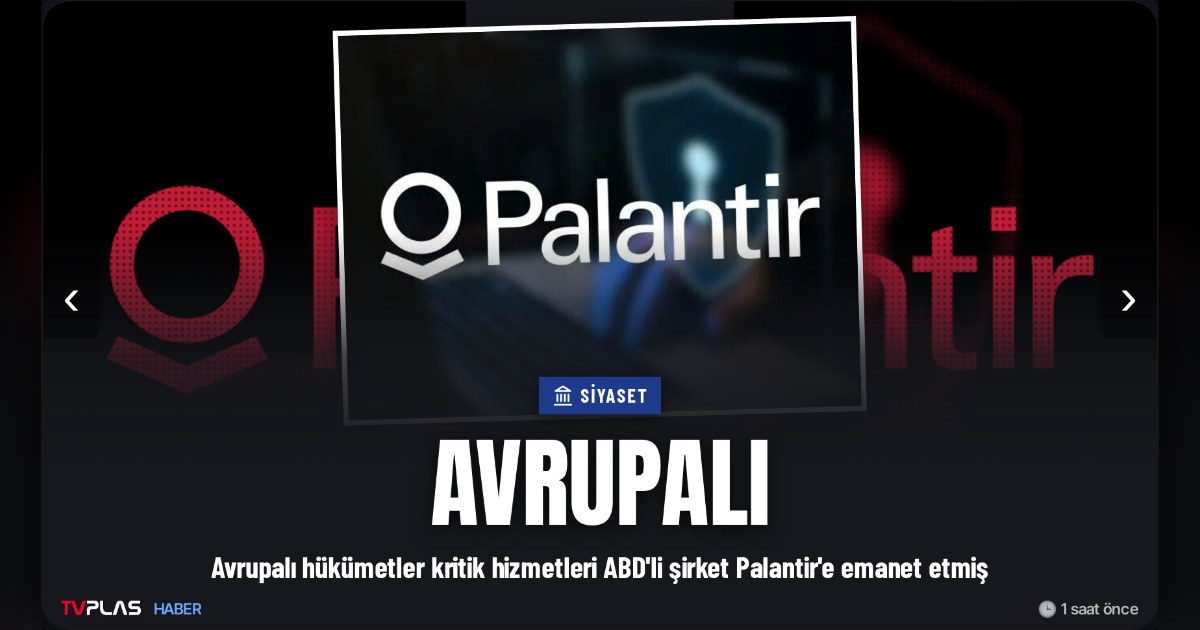 Palantir
SİYASET
AVRUPALI
Avrupalı hükümetler kritik hizmetleri ABD'li şirket Palantir'e emanet etmiş
TVPLAS HABER
1 saat önce